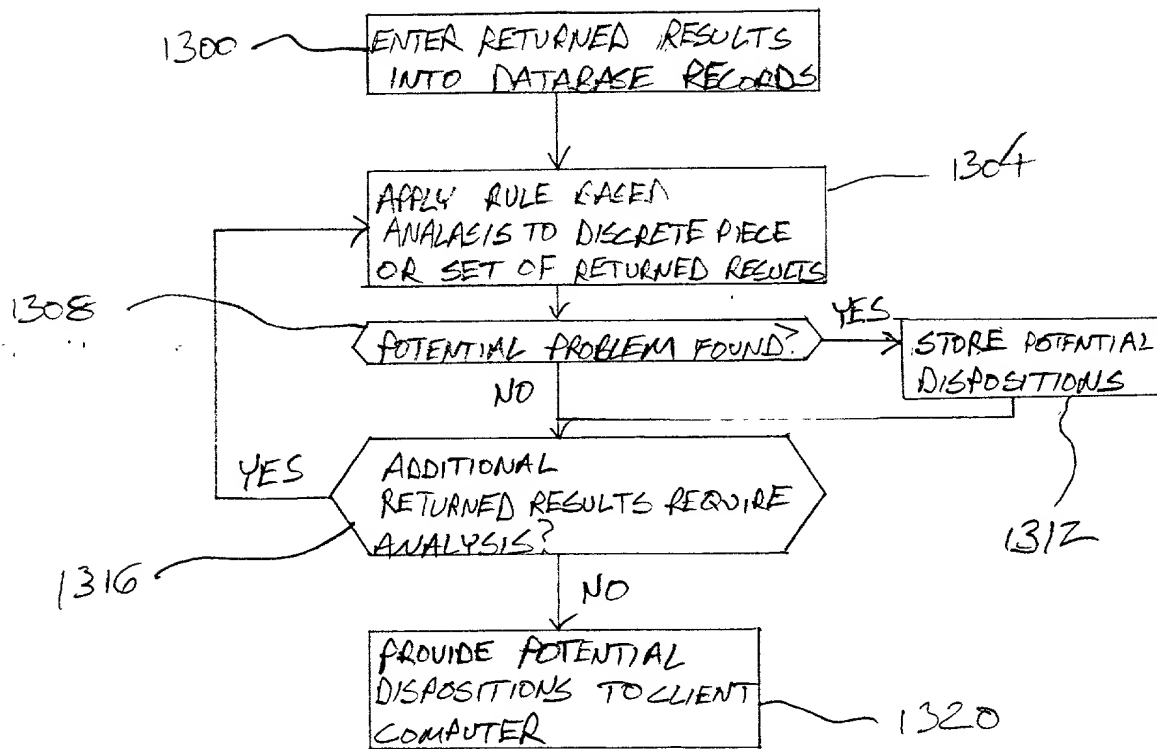 1300
ENTER RETURNED RESULTS
INTO DATABASE RECORDS
1304
APPLY RULE BASED
ANALASIS TO DISCRETE PIECE
OR SET OF RETURNED RESULTS
1308
POTENTIAL PROBLEM FOUND?
YES
STORE POTENTIAL
DISPOSITIONS
NO
1312
YES
ADDITIONAL
RETURNED RESULTS REQUIRE
ANALYSIS?
1316
NO
PROVIDE POTENTIAL
DISPOSITIONS TO CLIENT
COMPUTER
1320